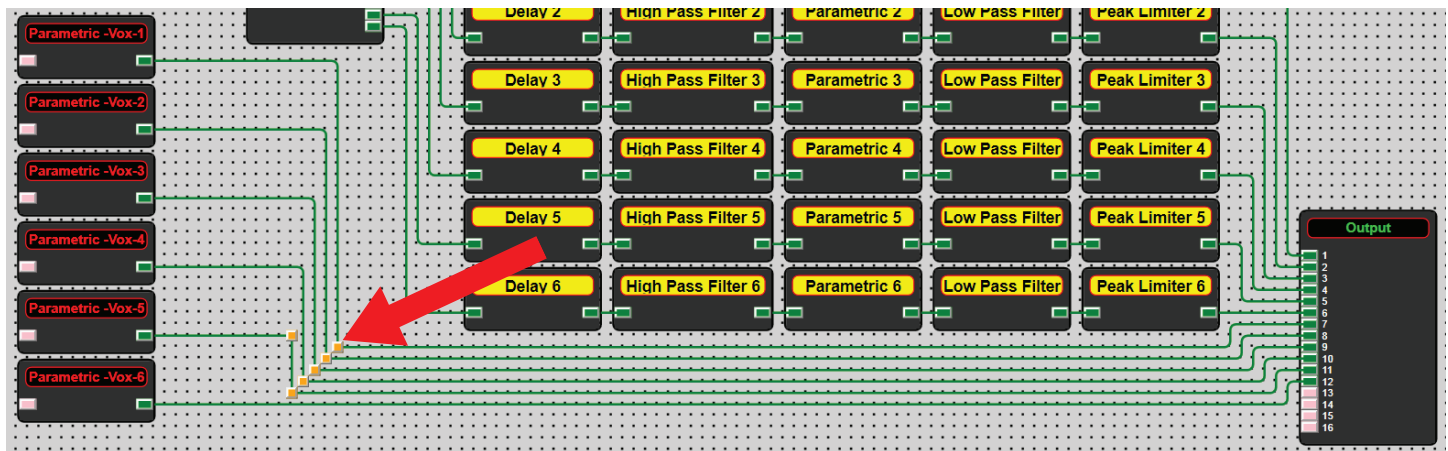 Parametric -Vox-1
Parametric -Vox-2
Parametric -Vox-3
Parametric -Vox-4
Parametric -Vox-5
Parametric -Vox-6
Delay 2 High Pass Filter 2 Parametric 2 Low Pass Filter Peak Limiter 2
Delay 3 High Pass Filter 3 Parametric 3 Low Pass Filter Peak Limiter 3
Delay 4 High Pass Filter 4 Parametric 4 Low Pass Filter Peak Limiter 4
Delay 5 High Pass Filter 5 Parametric 5 Low Pass Filter Peak Limiter 5
Delay 6 High Pass Filter 6 Parametric 6 Low Pass Filter Peak Limiter 6
Output
1
2
3
4
5
6
7
8
9
10
11
12
13
14
15
16